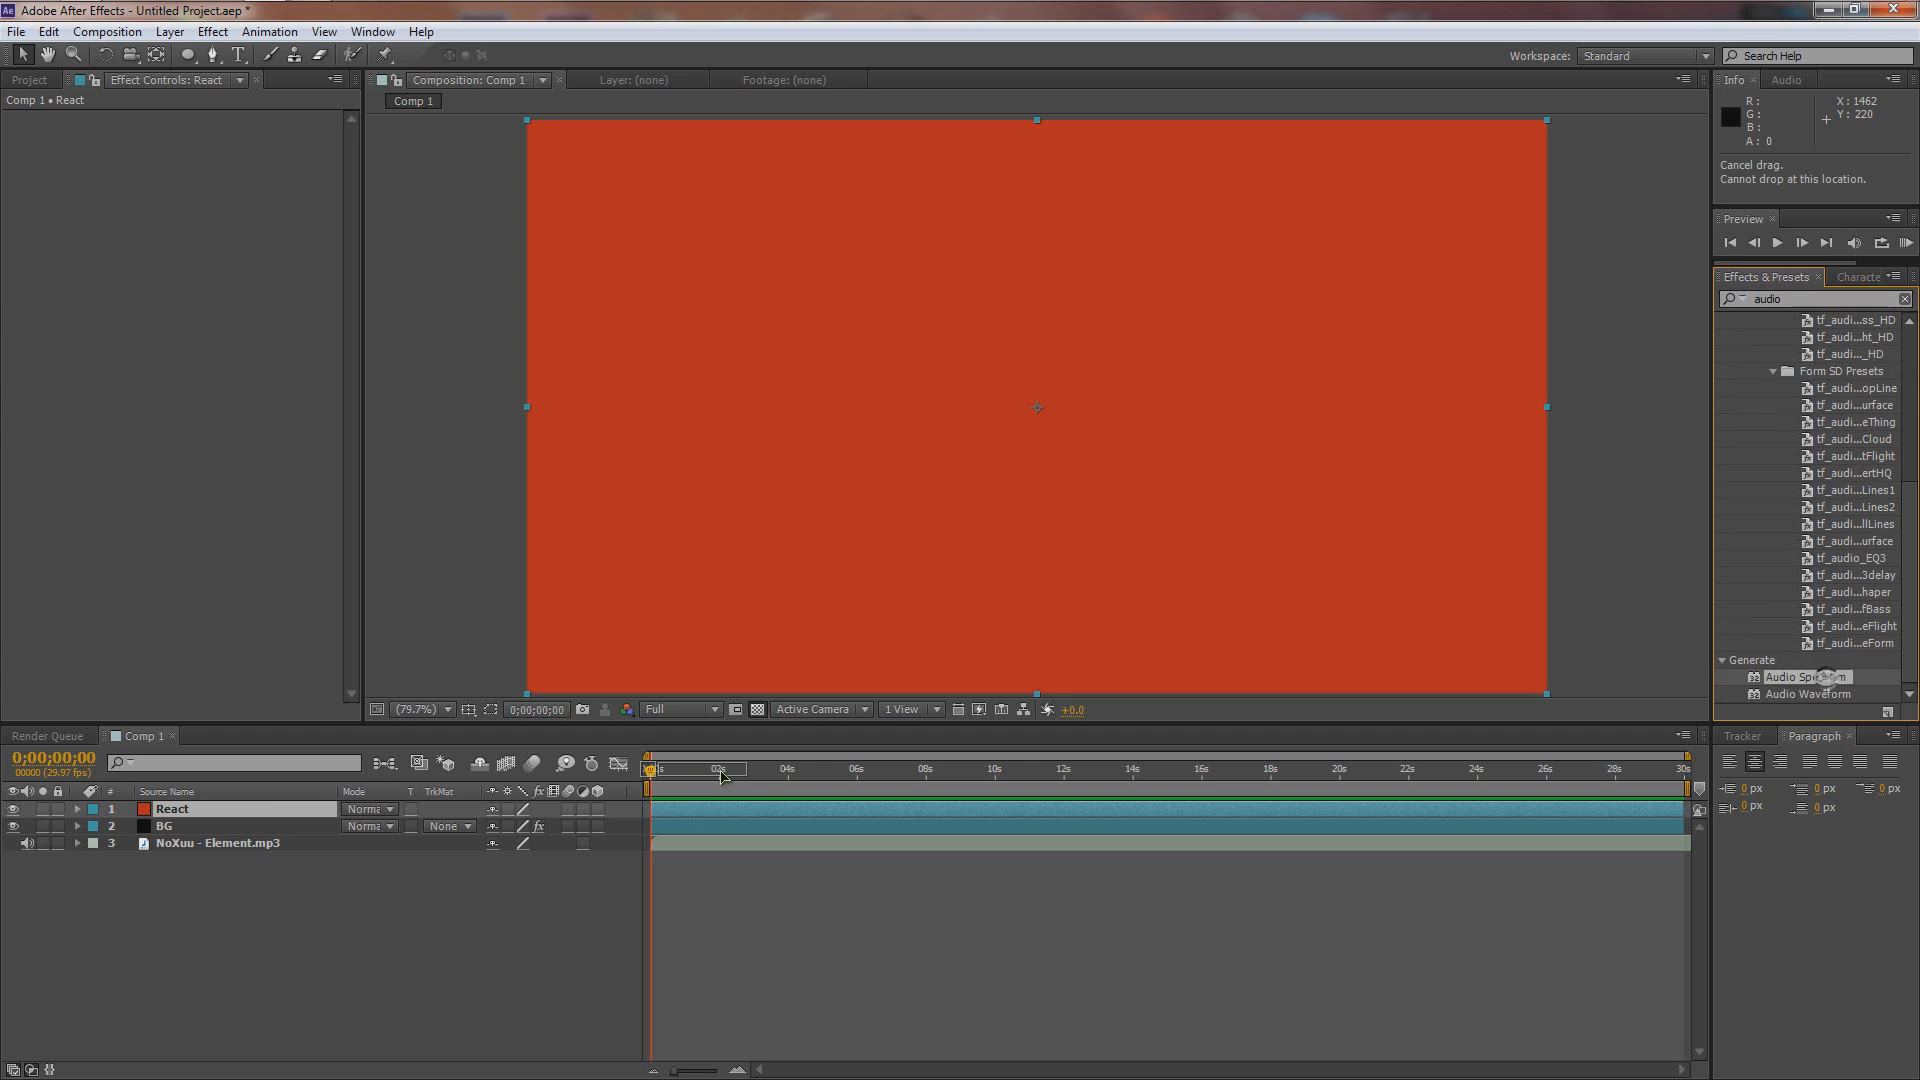 Adobe After Effects - Untitled Project.aep *
File Edit Composition Layer Effect Animation View Window Help
Workspace: Standard Search Help
Project Effect Controls: React Composition: Comp 1 Layer: (none) Footage: (none) Info Audio
Comp 1 • React
Comp 1
R:
G:
B:
A: 0
X: 1462
Y: 220
Cancel drag.
Cannot drop at this location.
Preview
Effects & Presets Characte
audio
tf_audi...ss_HD
tf_audi...ht_HD
tf_audi..._HD
Form SD Presets
tf_audi...opLine
tf_audi...urface
tf_audi...eThing
tf_audi...Cloud
tf_audi...tFlight
tf_audi...ertHQ
tf_audi...Lines1
tf_audi...Lines2
tf_audi...llLines
tf_audi...urface
tf_audio_EQ3
tf_audi...3delay
tf_audi...haper
tf_audi...fBass
tf_audi...eFlight
tf_audi...eForm
Generate
Audio
Audio Waveform
(79.7%) 0;00;00;00 Full Active Camera 1 View +0.0
Render Queue Comp 1 Tracker Paragraph
0;00;00;00
00000 (29.97 fps)
02s 04s 06s 08s 10s 12s 14s 16s 18s 20s 22s 24s 26s 28s 30s
# Source Name Mode T TrkMat fx
1 React Norma
2 BG Norma None fx
3 NoXuu - Element.mp3
0 px 0 px 0 px
0 px 0 px